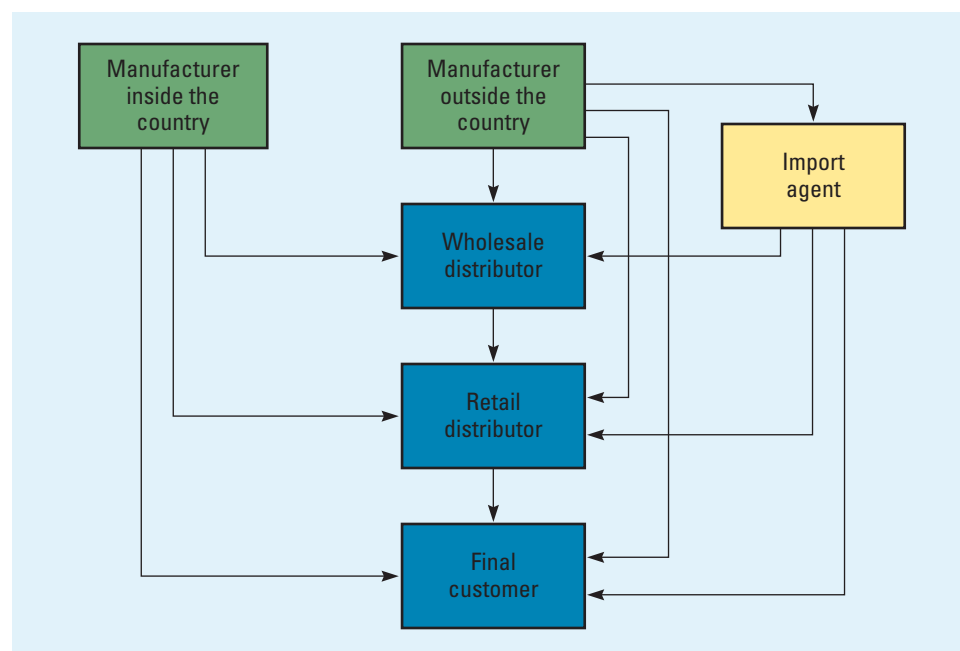 Manufacturer
inside the
country
Manufacturer
outside the
country
Import
agent
Wholesale
distributor
Retail
distributor
Final
customer